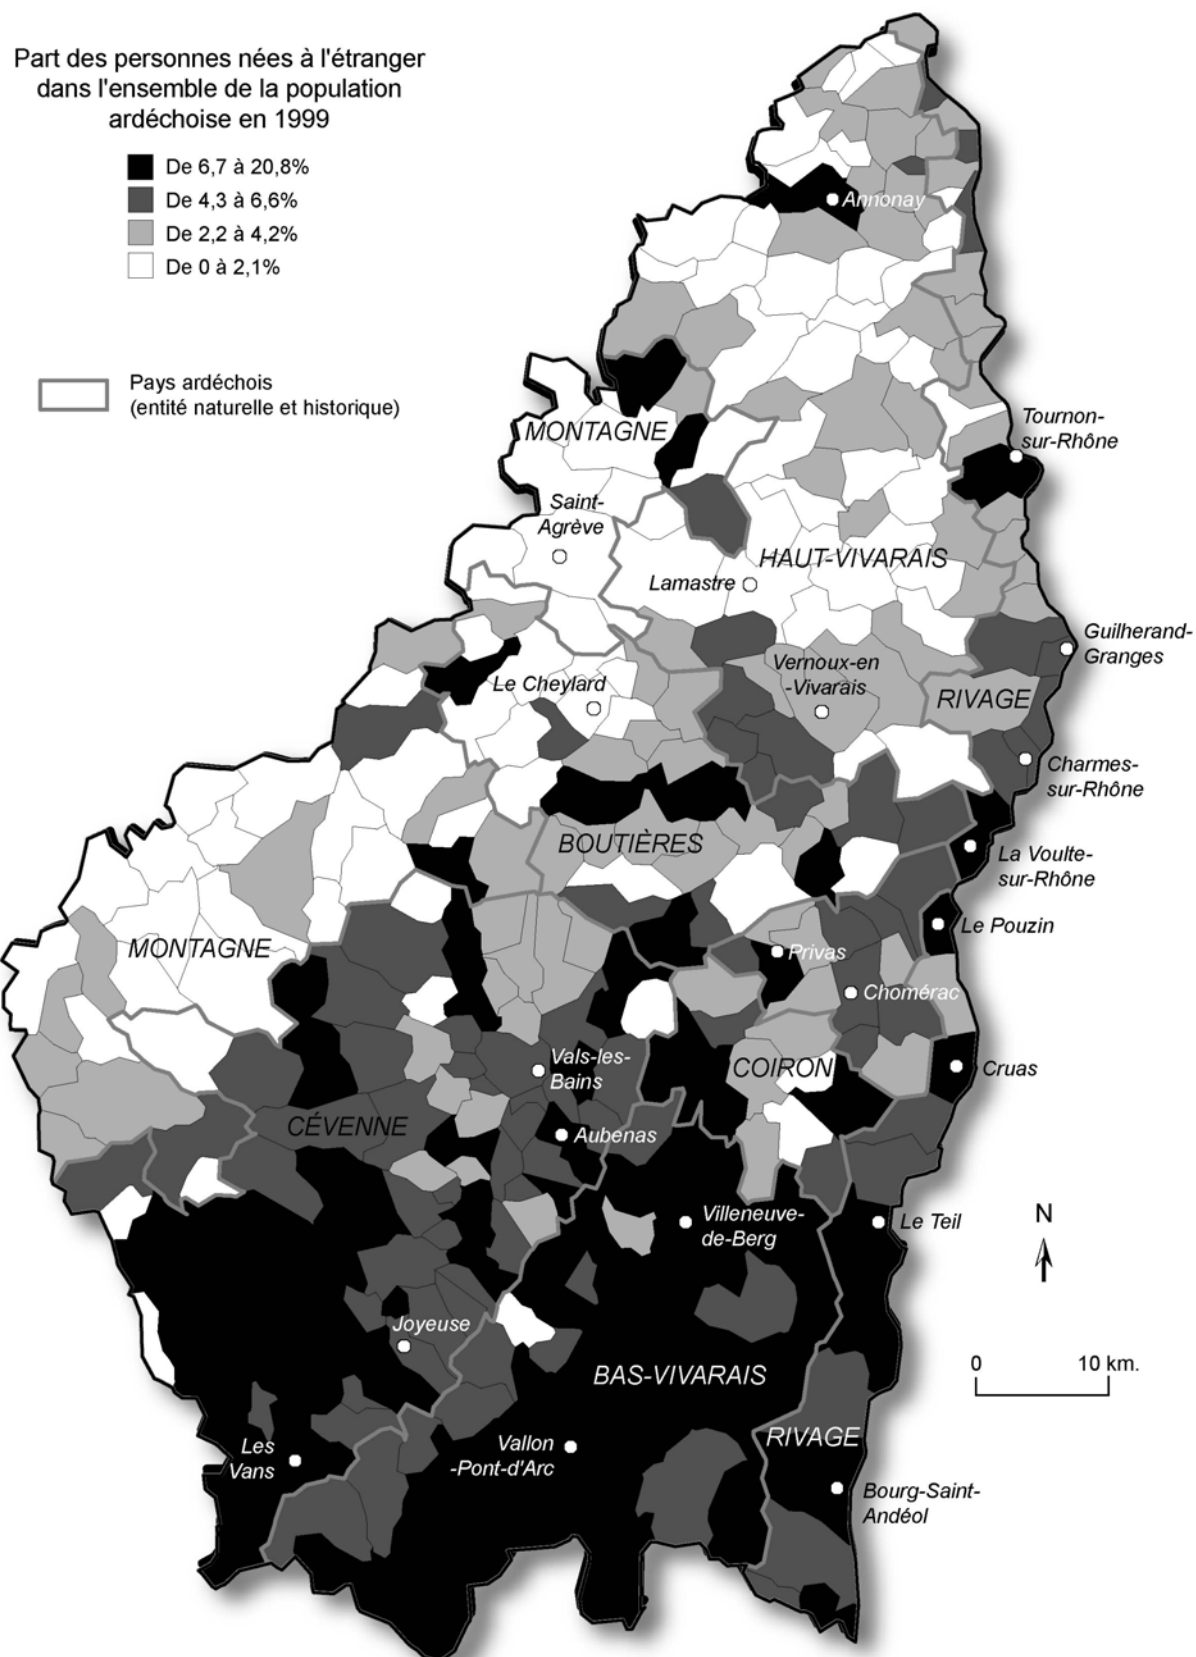 Part des personnes nées à l'étranger
dans l'ensemble de la population
ardéchoise en 1999
De 6,7 à 20,8%
De 4,3 à 6,6%
De 2,2 à 4,2%
De 0 à 2,1%
Pays ardéchois
(entité naturelle et historique)
Annonay
MONTAGNE
Tournon-
sur-Rhône
Saint-
Agrève
HAUT-VIVARAIS
Lamastre
Guilherand-
Granges
Vernoux-en
-Vivarais
Le Cheylard
RIVAGE
Charmes-
sur-Rhône
BOUTIÈRES
La Voulte-
sur-Rhône
Le Pouzin
MONTAGNE
Privas
Chomérac
Vals-les-
Bains
COIRON
Cruas
CÉVENNE
Aubenas
Villeneuve-
de-Berg
Le Teil
N
Joyeuse
0 10 km.
BAS-VIVARAIS
RIVAGE
Les
Vans
Vallon
-Pont-d'Arc
Bourg-Saint-
Andéol